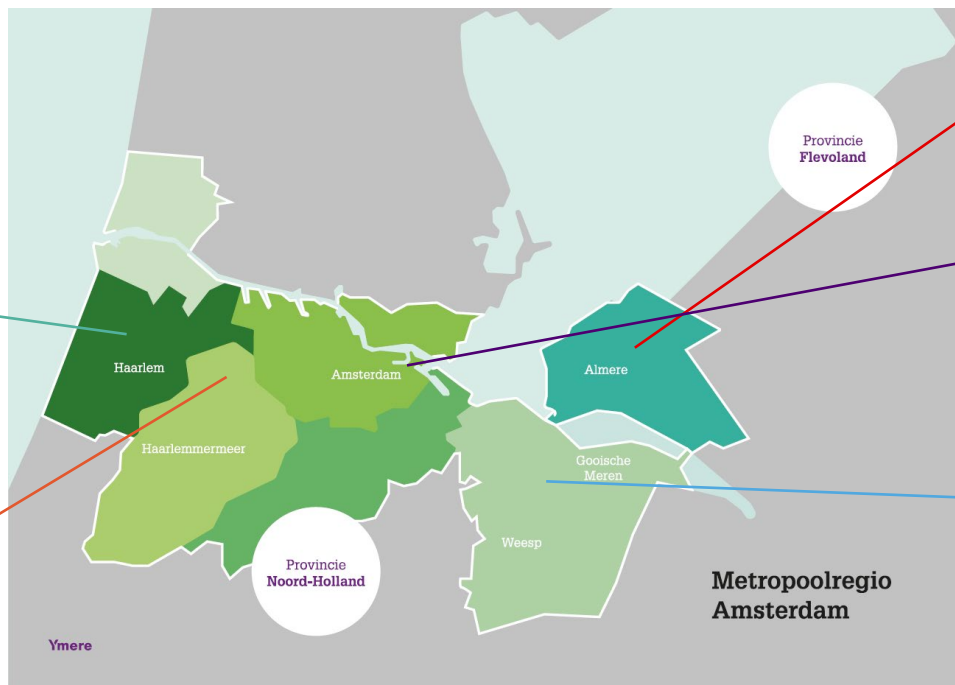 Provincie
Flevoland
Haarlem
Amsterdam
Almere
Haarlemmermeer
Gooische
Meren
Weesp
Provincie
Noord-Holland
Metropoolregio
Amsterdam
Ymere